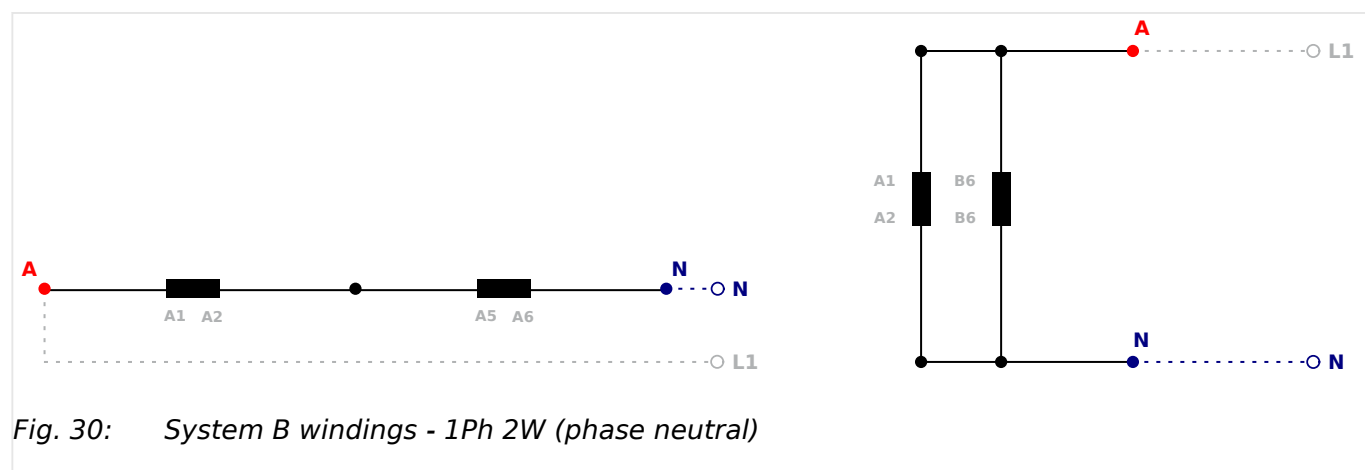 A
A1 A2
A5 A6
N
N
L1
A
L1
A1
B6
A2
B6
N
N
Fig. 30: System B windings - 1Ph 2W (phase neutral)